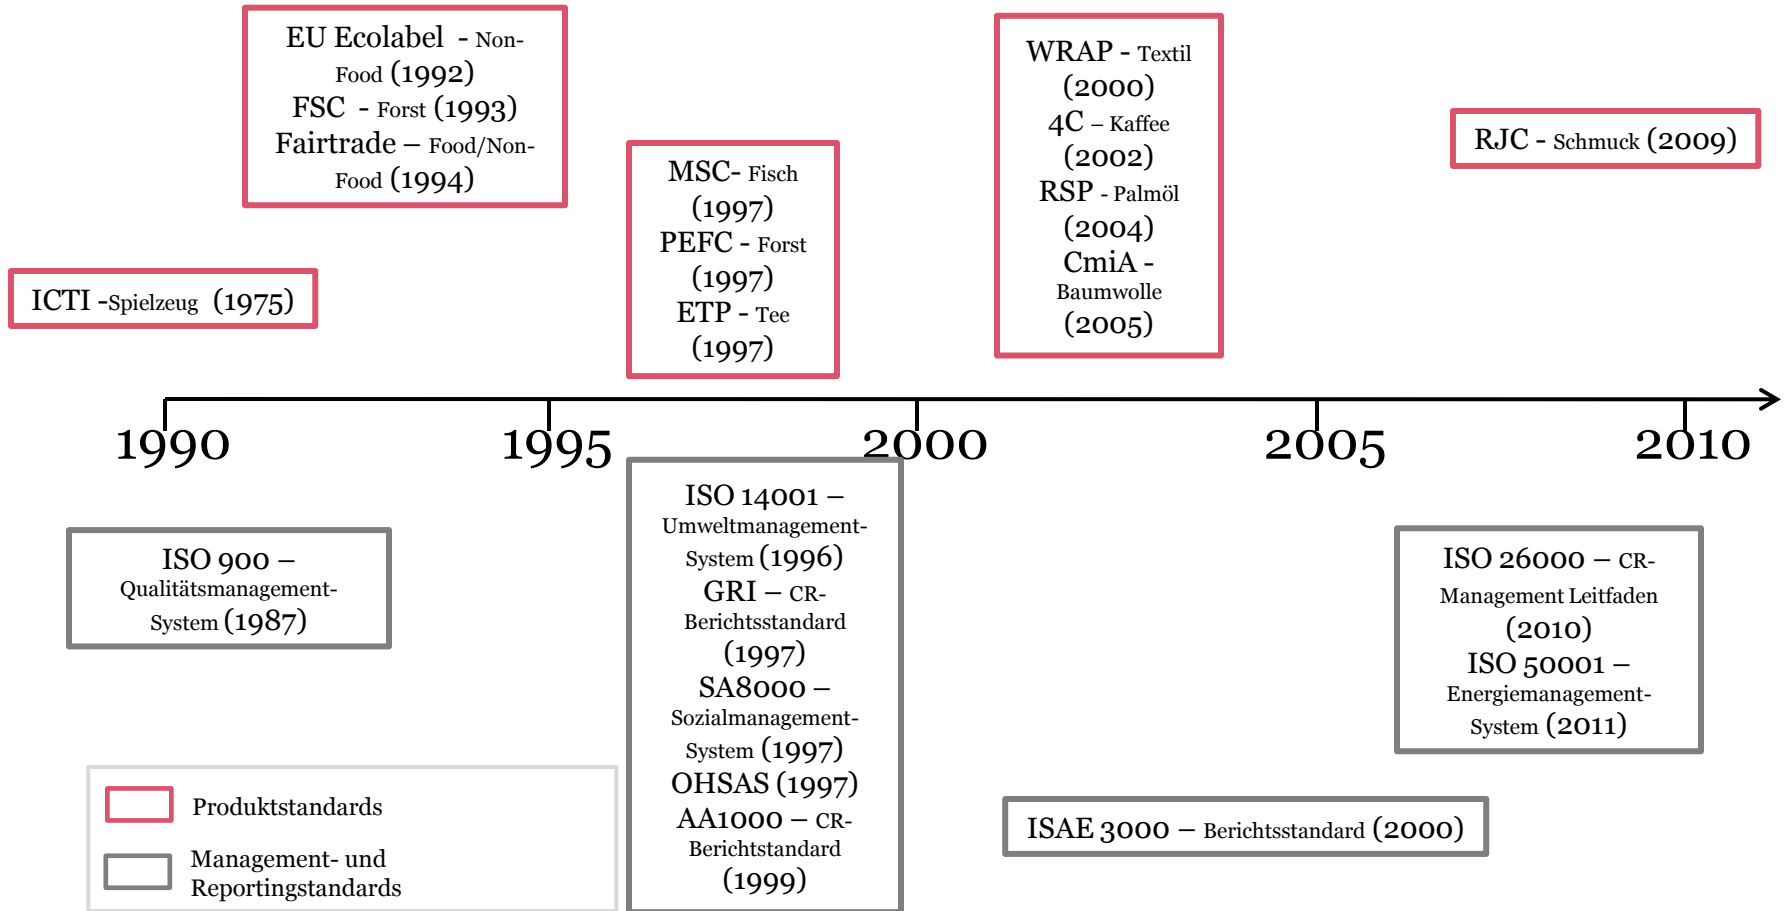 EU Ecolabel - Non-
Food (1992)
FSC - Forst (1993)
Fairtrade – Food/Non-
Food (1994)
WRAP - Textil
(2000)
4C – Kaffee
(2002)
RSP - Palmöl
(2004)
CmiA -
Baumwolle
(2005)
RJC - Schmuck (2009)
MSC- Fisch
(1997)
PEFC - Forst
(1997)
ETP - Tee
(1997)
ICTI -Spielzeug (1975)
1990
1995
2000
2005
2010
ISO 900 –
Qualitätsmanagement-
System (1987)
ISO 14001 –
Umweltmanagement-
System (1996)
GRI – CR-
Berichtsstandard
(1997)
SA8000 –
Sozialmanagement-
System (1997)
OHSAS (1997)
AA1000 – CR-
Berichtstandard
(1999)
ISO 26000 – CR-
Management Leitfaden
(2010)
ISO 50001 –
Energiemanagement-
System (2011)
ISAE 3000 – Berichtsstandard (2000)
Produktstandards
Management- und
Reportingstandards